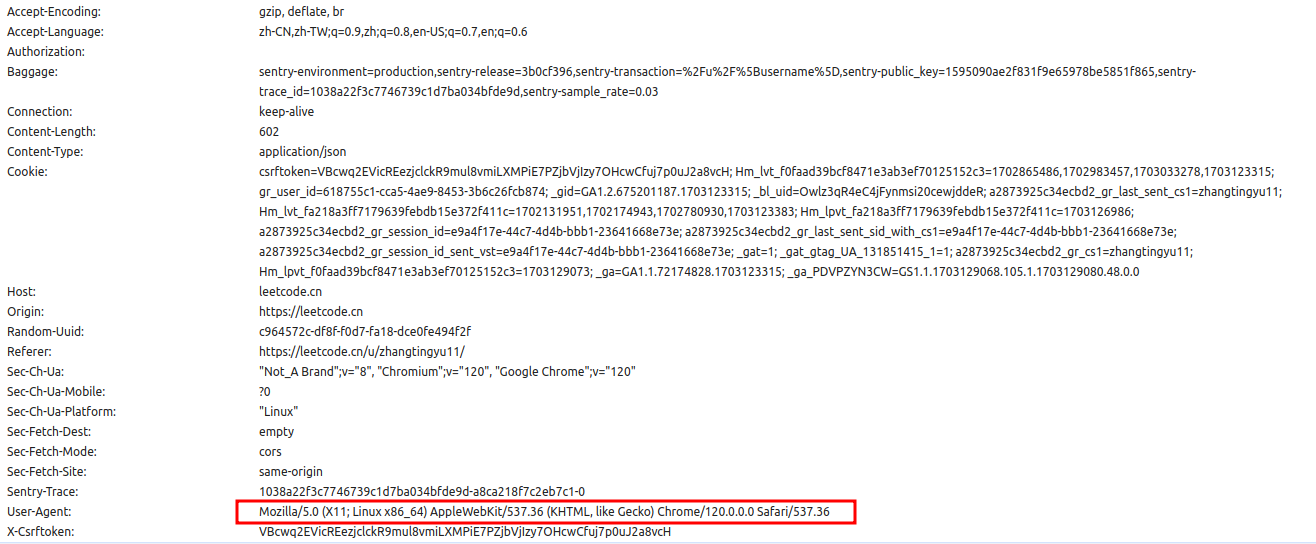 Accept-Encoding: gzip, deflate, br
Accept-Language: zh-CN,zh-TW;q=0.9,zh;q=0.8,en-US;q=0.7,en;q=0.6
Authorization:
Baggage: sentry-environment=production,sentry-release=3b0cf396,sentry-transaction=%2Fu%2F%5Busername%5D,sentry-public_key=1595090ae2f831f9e65978be5851f865,sentry-
trace_id=1038a22f3c7746739c1d7ba034bfde9d,sentry-sample_rate=0.03
Connection: keep-alive
Content-Length: 602
Content-Type: application/json
Cookie: csrftoken=VBcwq2EVicREezjclckR9mul8vmiLXMPiE7PZjbVjIzy7OHcwCfuj7p0uJ2a8vcH; Hm_lvt_f0faad39bcf8471e3ab3ef70125152c3=1702865486,1702983457,1703033278,1703123315;
gr_user_id=618755c1-cca5-4ae9-8453-3b6c26fcb874; _gid=GA1.2.675201187.1703123315; _bl_uid=Owlz3qR4eC4jFynmsi20cewjddeR; a2873925c34ecbd2_gr_last_sent_cs1=zhangtingyu11;
Hm_lvt_fa218a3ff7179639febdb15e372f411c=1702131951,1702174943,1702780930,1703123383; Hm_lpvt_fa218a3ff7179639febdb15e372f411c=1703126986;
a2873925c34ecbd2_gr_session_id=e9a4f17e-44c7-4d4b-bbb1-23641668e73e; a2873925c34ecbd2_gr_last_sent_sid_with_cs1=e9a4f17e-44c7-4d4b-bbb1-23641668e73e;
a2873925c34ecbd2_gr_session_id_sent_vst=e9a4f17e-44c7-4d4b-bbb1-23641668e73e; _gat=1; _gat_gtag_UA_131851415_1=1; a2873925c34ecbd2_gr_cs1=zhangtingyu11;
Hm_lpvt_f0faad39bcf8471e3ab3ef70125152c3=1703129073; _ga=GA1.1.72174828.1703123315; _ga_PDVPZYN3CW=GS1.1.1703129068.105.1.1703129080.48.0.0
Host: leetcode.cn
Origin: https://leetcode.cn
Random-Uuid: c964572c-df8f-f0d7-fa18-dce0fe494f2f
Referer: https://leetcode.cn/u/zhangtingyu11/
Sec-Ch-Ua: "Not_A Brand";v="8", "Chromium";v="120", "Google Chrome";v="120"
Sec-Ch-Ua-Mobile: ?0
Sec-Ch-Ua-Platform: "Linux"
Sec-Fetch-Dest: empty
Sec-Fetch-Mode: cors
Sec-Fetch-Site: same-origin
Sentry-Trace: 1038a22f3c7746739c1d7ba034bfde9d-a8ca218f7c2eb7c1-0
User-Agent: Mozilla/5.0 (X11; Linux x86_64) AppleWebKit/537.36 (KHTML, like Gecko) Chrome/120.0.0.0 Safari/537.36
X-Csrftoken: VBcwq2EVicREezjclckR9mul8vmiLXMPiE7PZjbVjIzy7OHcwCfuj7p0uJ2a8vcH